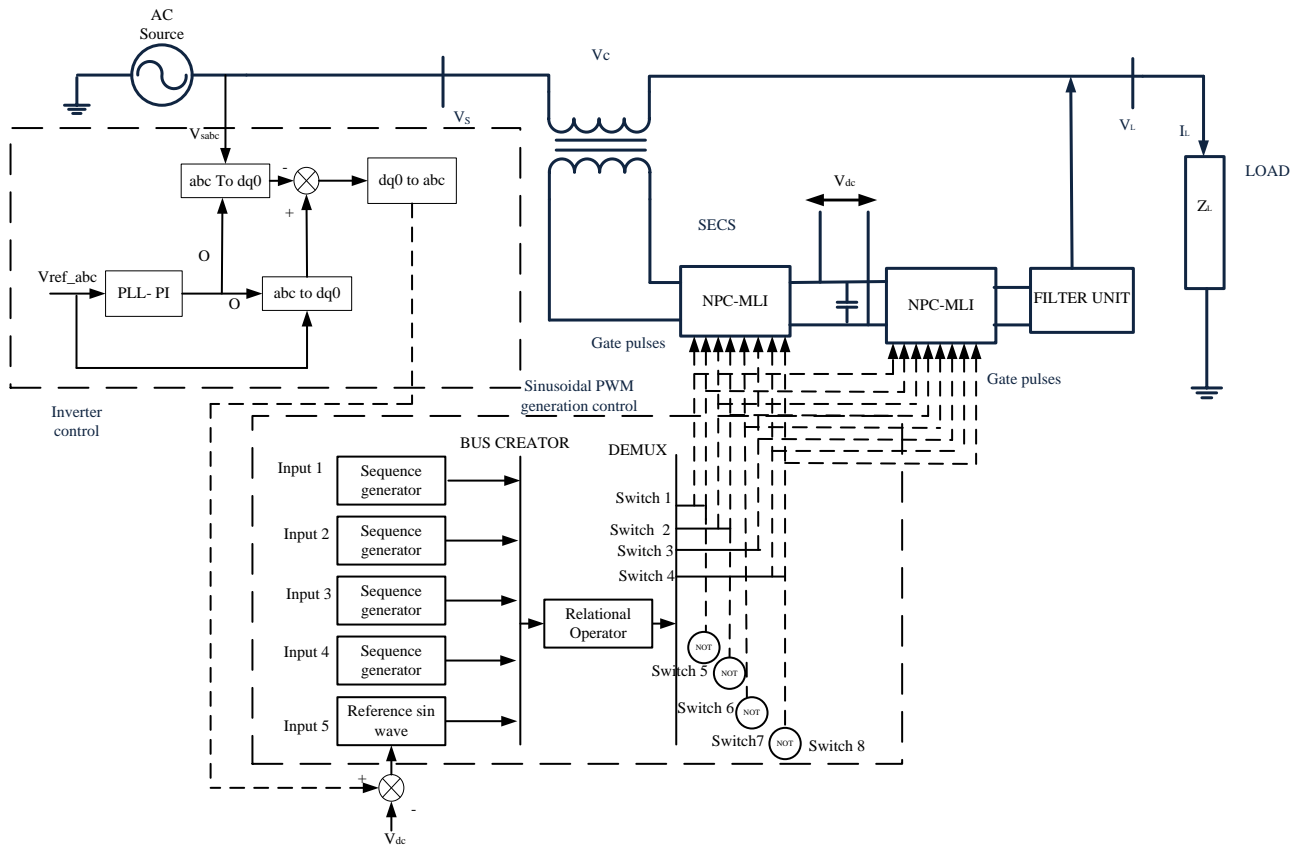 AC
Source
Vc
Vs
Vsabc
VL
IL
LOAD
ZL
abc To dq0
-
dq0 to abc
+
O
Vref_abc
PLL- PI
O
abc to dq0
Vdc
SECS
NPC-MLI
NPC-MLI
FILTER UNIT
Gate pulses
Gate pulses
Inverter
control
Sinusoidal PWM
generation control
BUS CREATOR
DEMUX
Input 1
Sequence
generator
Input 2
Sequence
generator
Input 3
Sequence
generator
Input 4
Sequence
generator
Input 5
Reference sin
wave
Relational
Operator
Switch 1
Switch 2
Switch 3
Switch 4
NOT
Switch 5
NOT
Switch 6
NOT
Switch7
NOT
Switch 8
+
-
Vdc